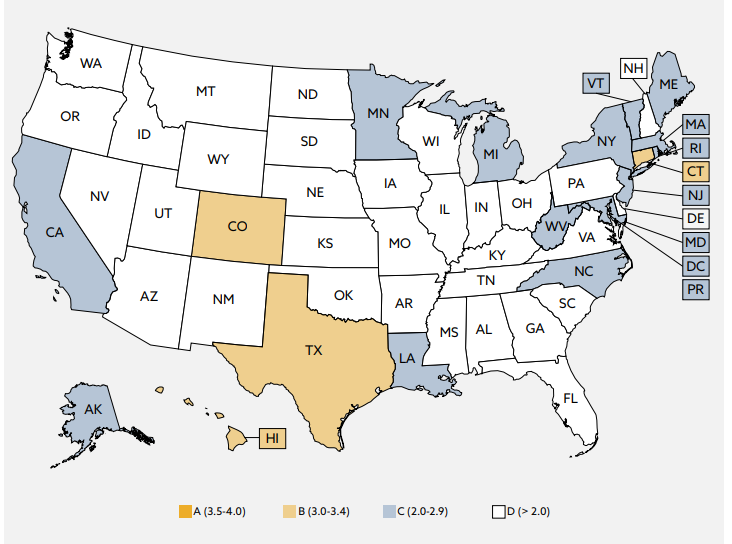 WA
MT
ND
MN
VT
NH
ME
OR
ID
SD
WI
MI
NY
MA
RI
WY
CT
NV
UT
CO
NE
IA
IL
IN
OH
PA
NJ
CA
KS
MO
KY
WV
VA
DE
MD
DC
PR
AZ
NM
OK
AR
TN
NC
SC
TX
LA
MS
AL
GA
FL
AK
HI
A (3.5-4.0) B (3.0-3.4) C (2.0-2.9) D (> 2.0)